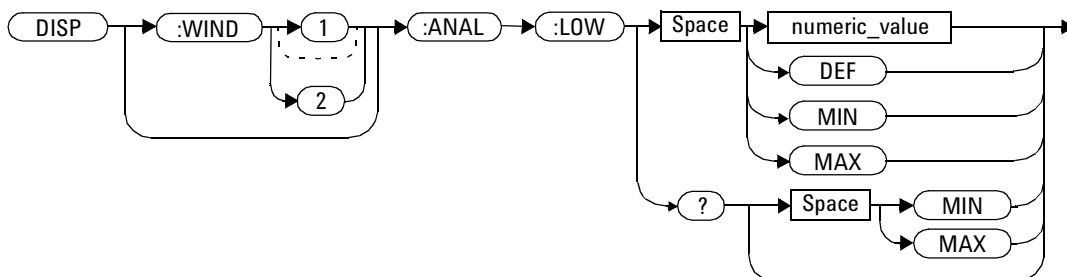 DISP :WIND 1 :ANAL :LOW Space numeric_value
2 DEF
MIN
MAX
? Space MIN
MAX